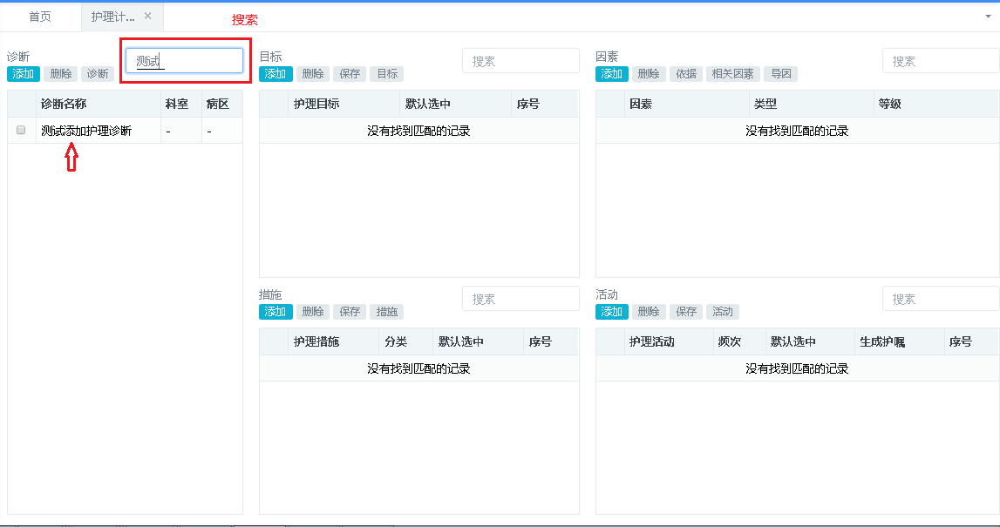 首页 护理计... × 搜索
诊断
测试
添加 删除 诊断
诊断名称 科室 病区
测试添加护理诊断 - -
目标
搜索
添加 删除 保存 目标
护理目标 默认选中 序号
没有找到匹配的记录
因素
搜索
添加 删除 依据 相关因素 导因
因素 类型 等级
没有找到匹配的记录
措施
搜索
添加 删除 保存 措施
护理措施 分类 默认选中 序号
没有找到匹配的记录
活动
搜索
添加 删除 保存 活动
护理活动 频次 默认选中 生成护嘱 序号
没有找到匹配的记录